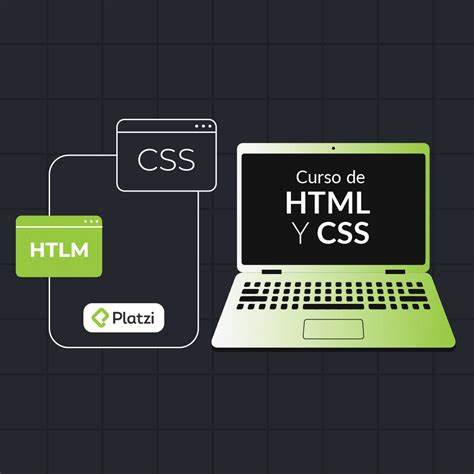 CSS
HTLM
Platzi
Curso de
HTML
Y CSS